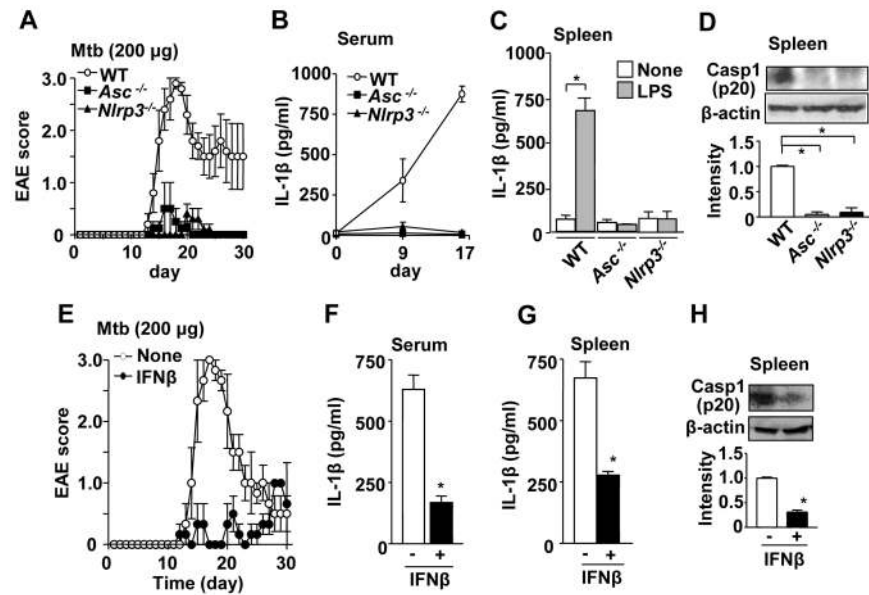 A
Mtb (200 µg)
WT
Asc -/-
Nlrp3 -/-
EAE score
3.0
2.0
1.0
0
0 10 20 30
day
B
Serum
WT
Asc -/-
Nlrp3 -/-
IL-1β (pg/ml)
1000
750
500
250
0
0 9 17
day
C
Spleen
None
LPS
*
IL-1β (pg/ml)
1000
750
500
250
0
WT Asc -/- Nlrp3 -/-
D
Spleen
Casp1
(p20)
β-actin
*
*
Intensity
1.5
1.0
0.5
0
WT Asc -/- Nlrp3 -/-
E
Mtb (200 µg)
None
IFNβ
EAE score
3.0
2.0
1.0
0
0 10 20 30
Time (day)
F
Serum
IL-1β (pg/ml)
750
500
250
0
*
- +
IFNβ
G
Spleen
IL-1β (pg/ml)
750
500
250
0
*
- +
IFNβ
H
Spleen
Casp1
(p20)
β-actin
Intensity
1.5
1.0
0.5
0
*
- +
IFNβ